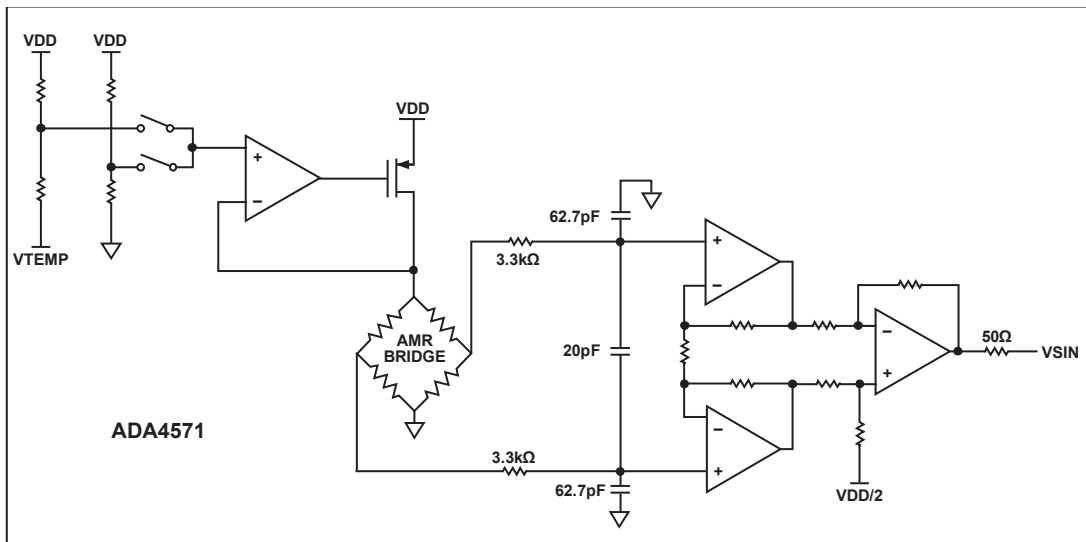 VDD
VDD
VDD
VTEMP
62.7pF
3.3kΩ
AMR
BRIDGE
20pF
50Ω
VSIN
ADA4571
3.3kΩ
62.7pF
VDD/2
+
−
+
−
−
+
−
+